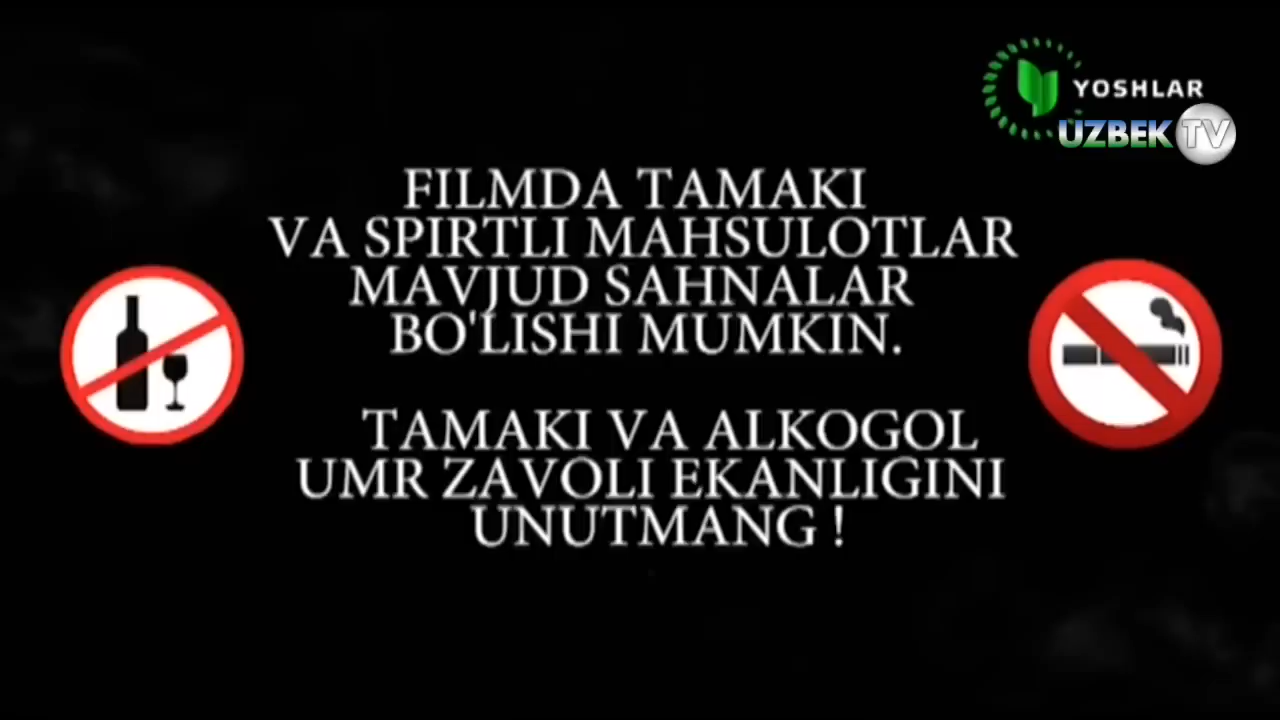 YOSHLAR
UZBEK TV
FILMDA TAMAKI
VA SPIRTLI MAHSULOTLAR
MAVJUD SAHNALAR
BO'LISHI MUMKIN.
TAMAKI VA ALKOGOL
UMR ZAVOLI EKANLIGINI
UNUTMANG !